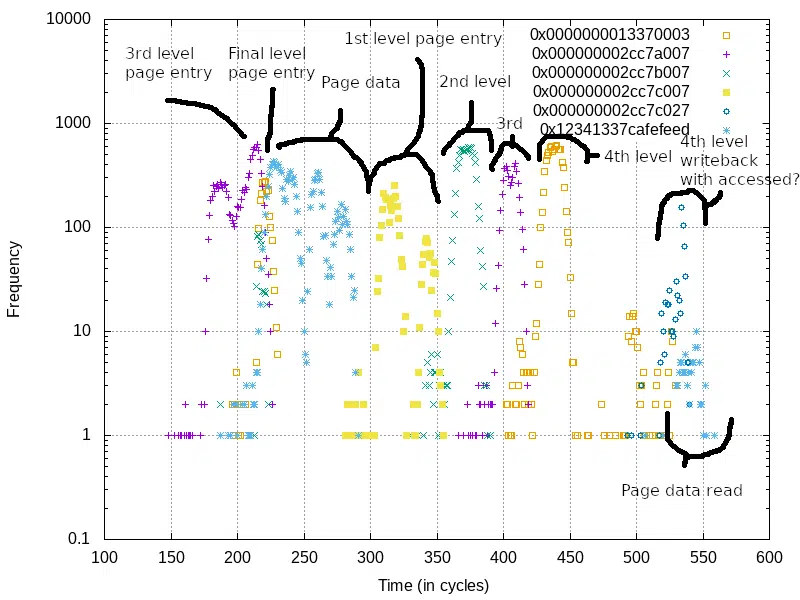 10000
1000
100
10
1
0.1
100
150
200
250
300
350
400
450
500
550
600
Frequency
Time (in cycles)
0x0000000013370003
0x000000002cc7a007
0x000000002cc7b007
0x000000002cc7c007
0x000000002cc7c027
0x12341337cafefeed
3rd level
page entry
Final level
page entry
Page data
1st level page entry
2nd level
3rd
4th level
4th level
writeback
with accessed?
Page data read